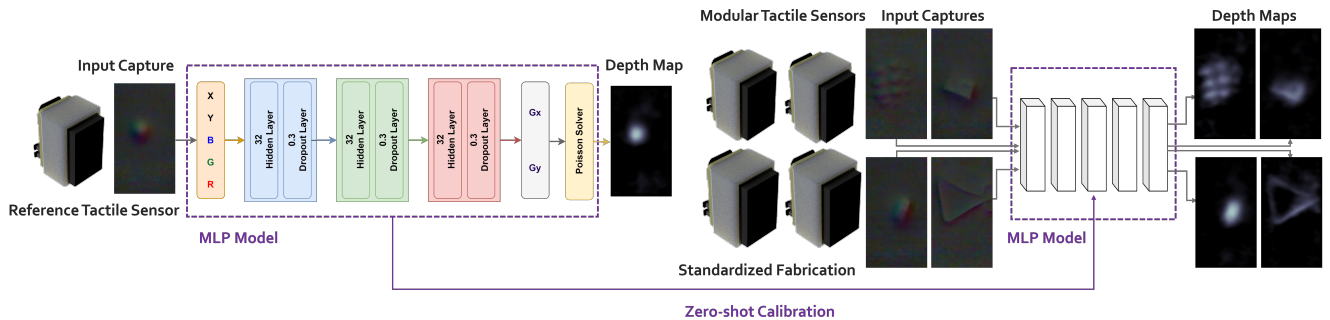 Modular Tactile Sensors
Input Captures
Depth Maps
Input Capture
Depth Map
X
Y
B
G
R
32
Hidden Layer
0.3
Dropout Layer
32
Hidden Layer
0.3
Dropout Layer
32
Hidden Layer
0.3
Dropout Layer
Gx
Gy
Poisson Solver
Reference Tactile Sensor
MLP Model
MLP Model
Standardized Fabrication
Zero-shot Calibration